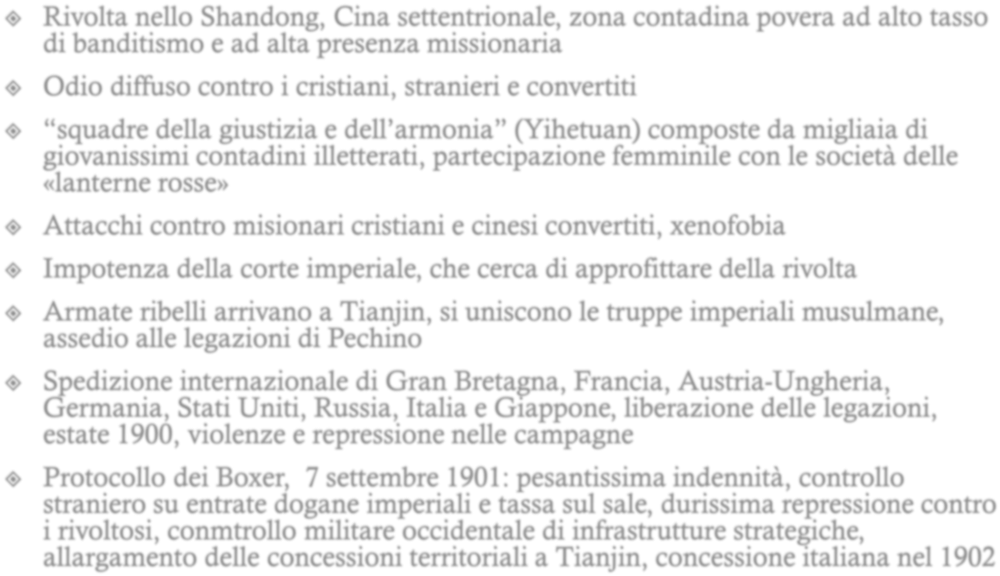 Rivolta nello Shandong, Cina settentrionale, zona contadina povera ad alto tasso
di banditismo e ad alta presenza missionaria
Odio diffuso contro i cristiani, stranieri e convertiti
“squadre della giustizia e dell’armonia” (Yihetuan) composte da migliaia di
giovanissimi contadini illetterati, partecipazione femminile con le società delle
«lanterne rosse»
Attacchi contro misionari cristiani e cinesi convertiti, xenofobia
Impotenza della corte imperiale, che cerca di approfittare della rivolta
Armate ribelli arrivano a Tianjin, si uniscono le truppe imperiali musulmane,
assedio alle legazioni di Pechino
Spedizione internazionale di Gran Bretagna, Francia, Austria-Ungheria,
Germania, Stati Uniti, Russia, Italia e Giappone, liberazione delle legazioni,
estate 1900, violenze e repressione nelle campagne
Protocollo dei Boxer,  7 settembre 1901: pesantissima indennità, controllo
straniero su entrate dogane imperiali e tassa sul sale, durissima repressione contro
i rivoltosi, conmtrollo militare occidentale di infrastrutture strategiche,
allargamento delle concessioni territoriali a Tianjin, concessione italiana nel 1902